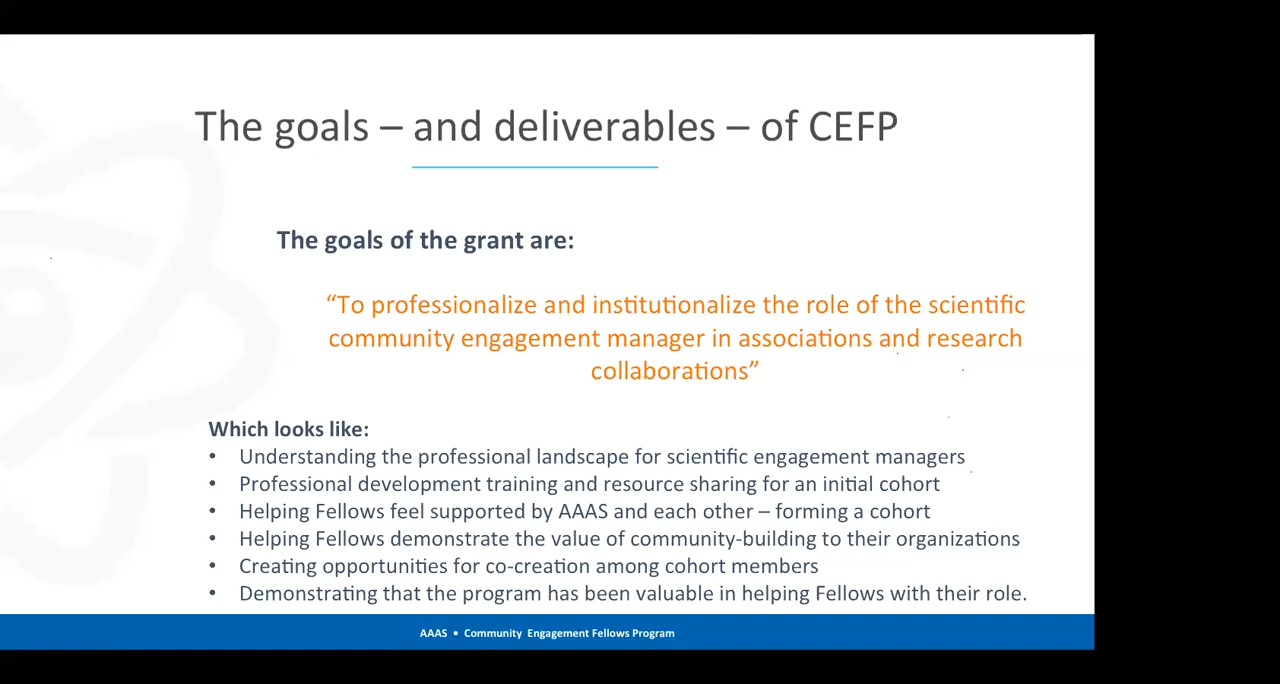 The goals – and deliverables – of CEFP
The goals of the grant are:
“To professionalize and institutionalize the role of the scientific
community engagement manager in associations and research
collaborations”
Which looks like:
• Understanding the professional landscape for scientific engagement managers
• Professional development training and resource sharing for an initial cohort
• Helping Fellows feel supported by AAAS and each other – forming a cohort
• Helping Fellows demonstrate the value of community-building to their organizations
• Creating opportunities for co-creation among cohort members
• Demonstrating that the program has been valuable in helping Fellows with their role.
AAAS • Community Engagement Fellows Program